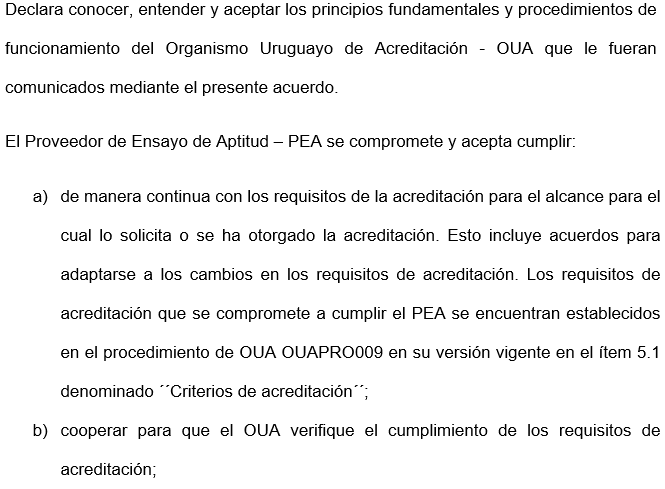 Declara conocer, entender y aceptar los principios fundamentales y procedimientos de
funcionamiento del Organismo Uruguayo de Acreditación - OUA que le fueran
comunicados mediante el presente acuerdo.
El Proveedor de Ensayo de Aptitud – PEA se compromete y acepta cumplir:
a) de manera continua con los requisitos de la acreditación para el alcance para el
cual lo solicita o se ha otorgado la acreditación. Esto incluye acuerdos para
adaptarse a los cambios en los requisitos de acreditación. Los requisitos de
acreditación que se compromete a cumplir el PEA se encuentran establecidos
en el procedimiento de OUA OUAPRO009 en su versión vigente en el ítem 5.1
denominado ´´Criterios de acreditación´´;
b) cooperar para que el OUA verifique el cumplimiento de los requisitos de
acreditación;